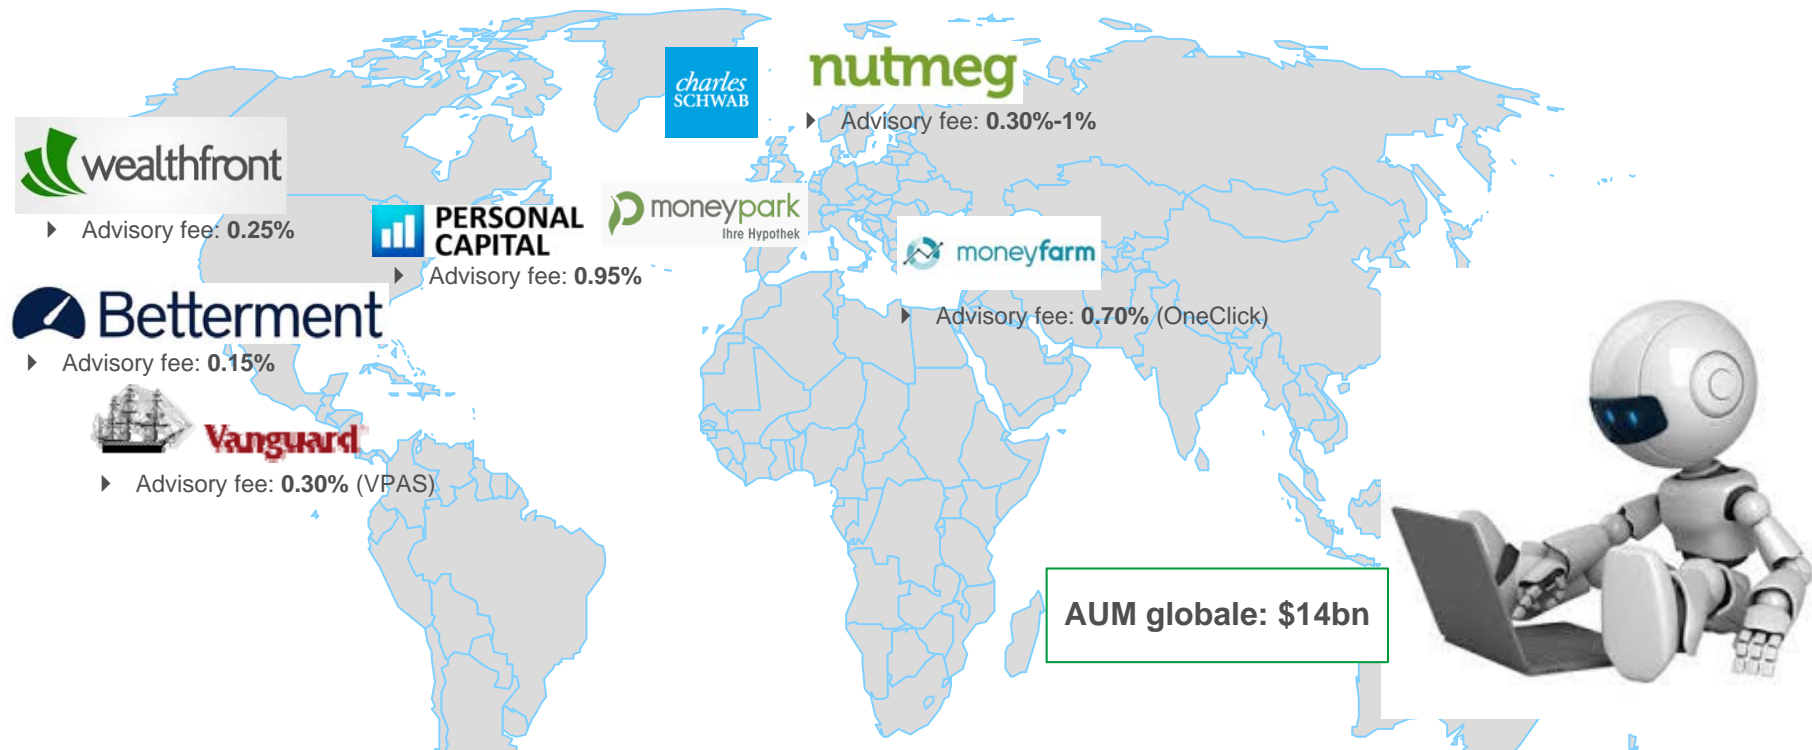 charles
SCHWAB
nutmeg
Advisory fee: 0.30%-1%
wealthfront
Advisory fee: 0.25%
PERSONAL
CAPITAL
Advisory fee: 0.95%
moneypark
Ihre Hypothek
moneyfarm
Advisory fee: 0.70% (OneClick)
Betterment
Advisory fee: 0.15%
Vanguard
Advisory fee: 0.30% (VPAS)
AUM globale: $14bn